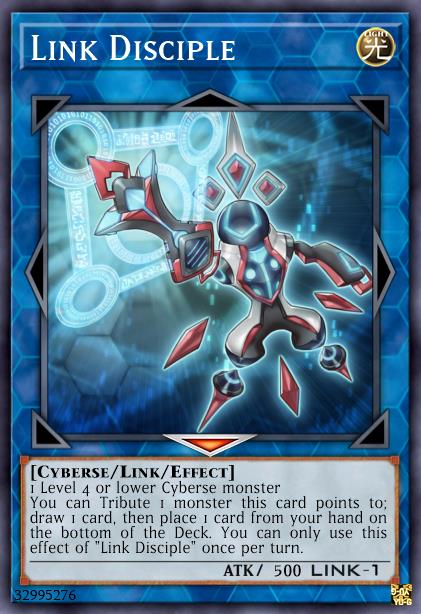 LINK DISCIPLE
LIGHT
光
[CYBERSE/LINK/EFFECT]
1 Level 4 or lower Cyberse monster
You can Tribute 1 monster this card points to;
draw 1 card, then place 1 card from your hand
on the bottom of the Deck. You can only use this
effect of "Link Disciple" once per turn.
ATK/ 500 LINK-1
32995276